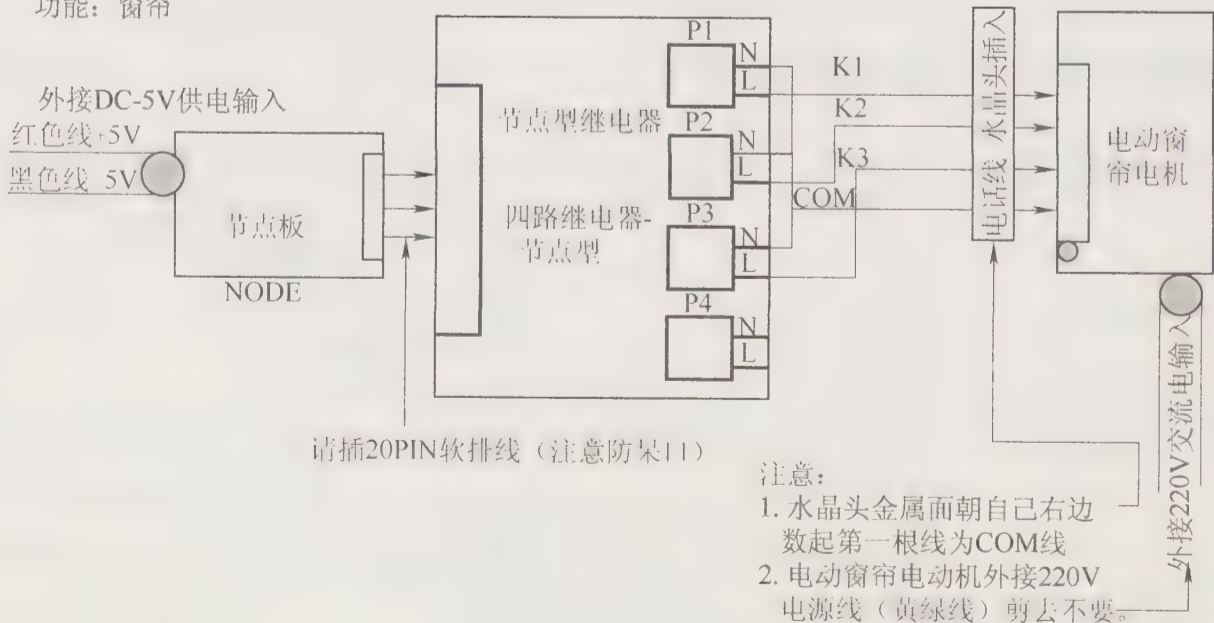 功能：窗帘
外接DC-5V供电输入
红色线+5V
黑色线 5V
节点板
NODE
节点型继电器
四路继电器-
节点型
P1
N
L
P2
N
L
P3
N
L
P4
N
L
K1
K2
K3
COM
电话线 水晶头插入
电动窗
帘电机
外接220V交流电输入
请插20PIN软排线（注意防呆口）
注意：
1. 水晶头金属面朝自己右边
数起第一根线为COM线
2. 电动窗帘电动机外接220V
电源线（黄绿线）剪去不要。